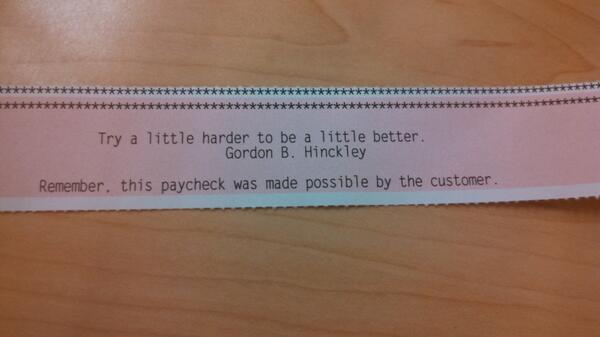 ************************************************************************
************************************************************************
Try a little harder to be a little better.
Gordon B. Hinckley
Remember, this paycheck was made possible by the customer.